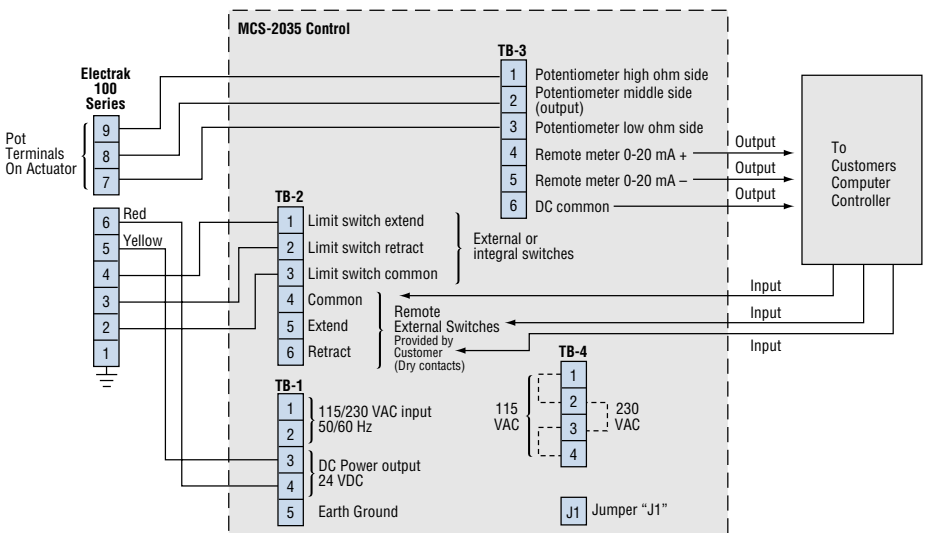 MCS-2035 Control
TB-3
1 Potentiometer high ohm side
2 Potentiometer middle side
(output)
3 Potentiometer low ohm side
4 Remote meter 0-20 mA +
5 Remote meter 0-20 mA –
6 DC common
Output
Output
Output
To
Customers
Computer
Controller
Electrak
100
Series
Pot
Terminals
On Actuator
9
8
7
6 Red
5 Yellow
4
3
2
1
TB-2
1 Limit switch extend
2 Limit switch retract
3 Limit switch common
External or
integral switches
4 Common
5 Extend
6 Retract
Remote
External Switches
Provided by
Customer
(Dry contacts)
Input
Input
Input
TB-1
1
2
115/230 VAC input
50/60 Hz
3
4
DC Power output
24 VDC
5 Earth Ground
TB-4
1
2
3
4
115
VAC
230
VAC
J1 Jumper “J1”